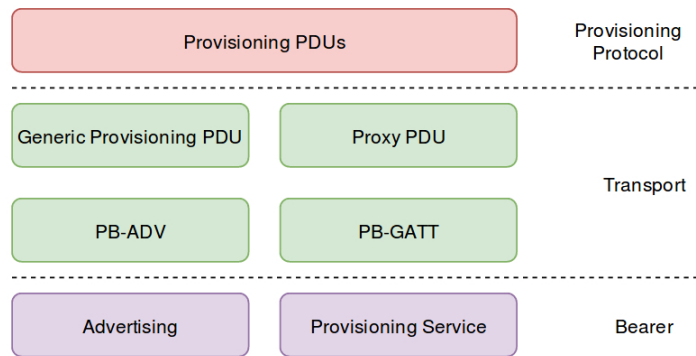 Provisioning PDUs
Provisioning
Protocol
Generic Provisioning PDU
Proxy PDU
Transport
PB-ADV
PB-GATT
Advertising
Provisioning Service
Bearer